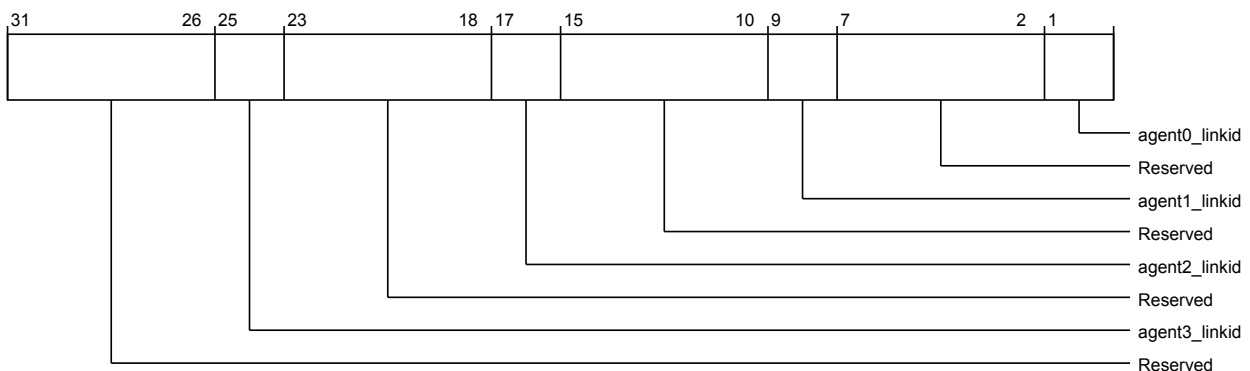 31 26 25 23 18 17 15 10 9 7 2 1
agent0_linkid
Reserved
agent1_linkid
Reserved
agent2_linkid
Reserved
agent3_linkid
Reserved